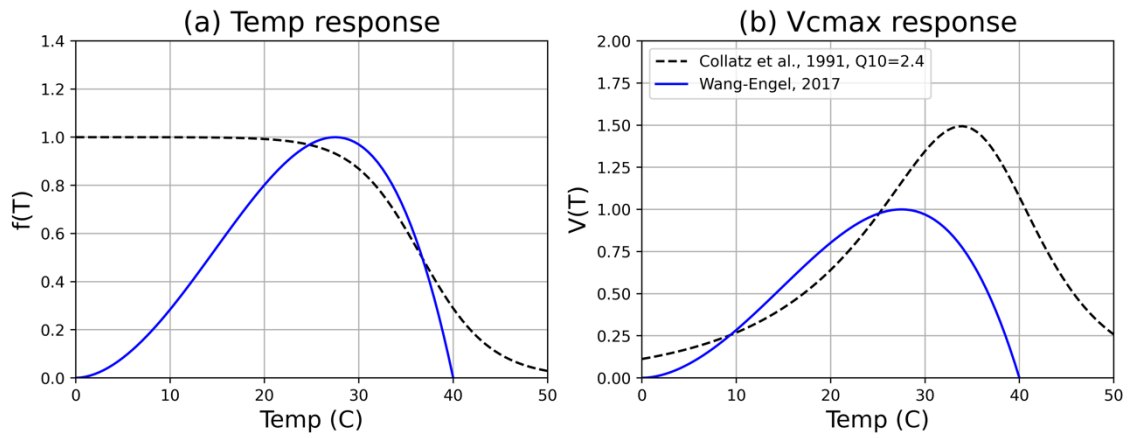 (a) Temp response
f(T)
1.4
1.2
1.0
0.8
0.6
0.4
0.2
0.0
0 10 20 30 40 50
Temp (C)
(b) Vcmax response
V(T)
2.00
1.75
1.50
1.25
1.00
0.75
0.50
0.25
0.00
Collatz et al., 1991, Q10=2.4
Wang-Engel, 2017
0 10 20 30 40 50
Temp (C)